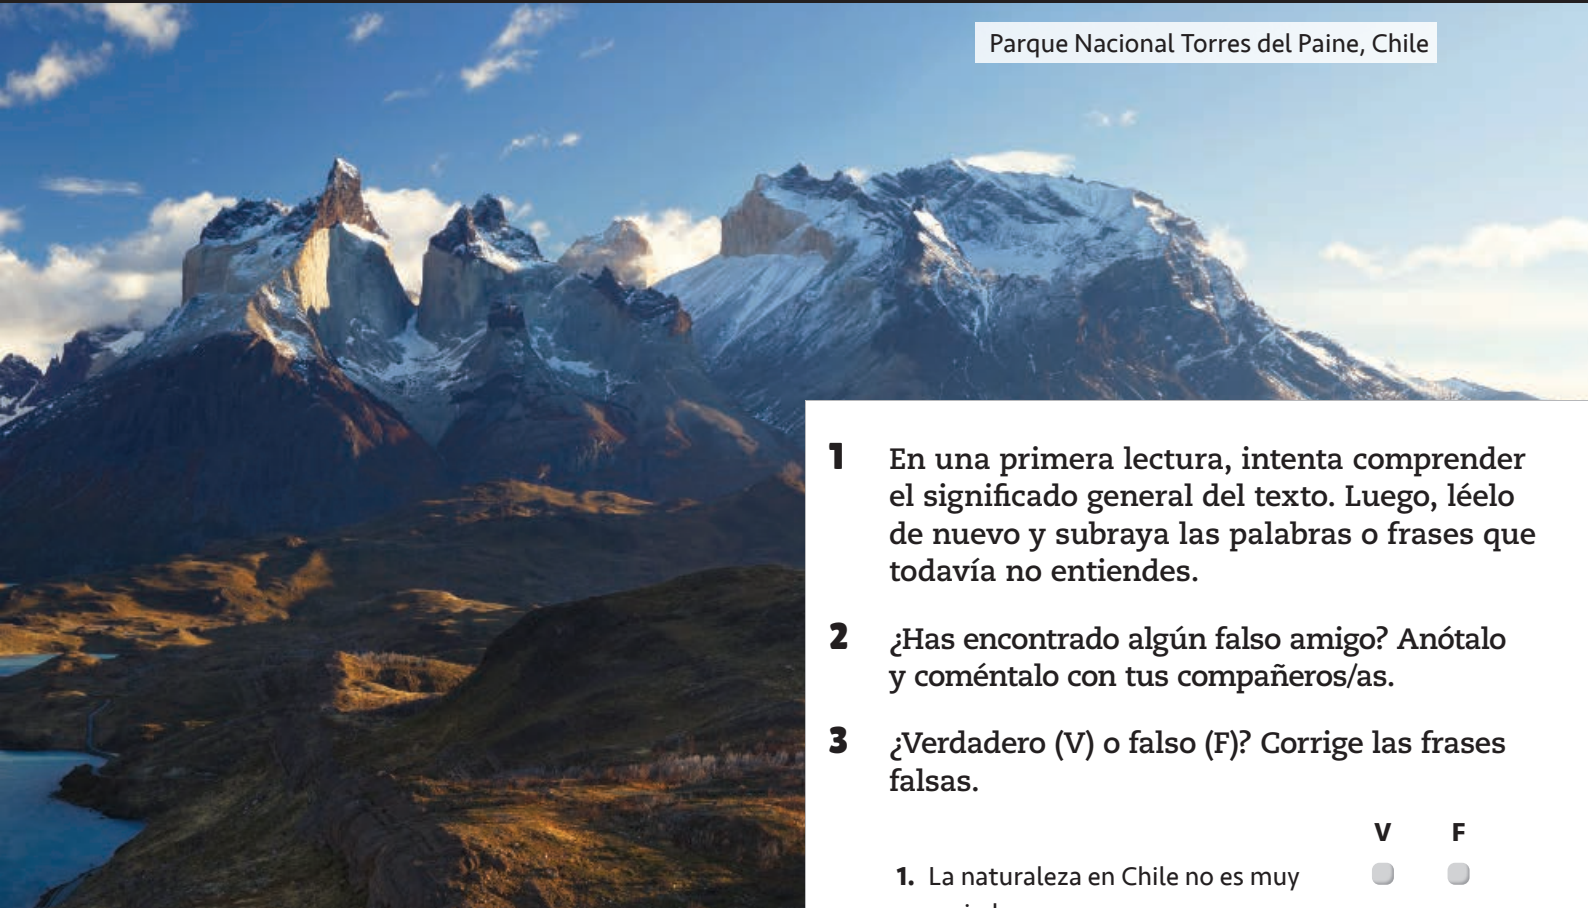 Parque Nacional Torres del Paine, Chile
1 En una primera lectura, intenta comprender
el significado general del texto. Luego, léelo
de nuevo y subraya las palabras o frases que
todavía no entiendes.
2 ¿Has encontrado algún falso amigo? Anótalo
y coméntalo con tus compañeros/as.
3 ¿Verdadero (V) o falso (F)? Corrige las frases
falsas.
V F
1. La naturaleza en Chile no es muy